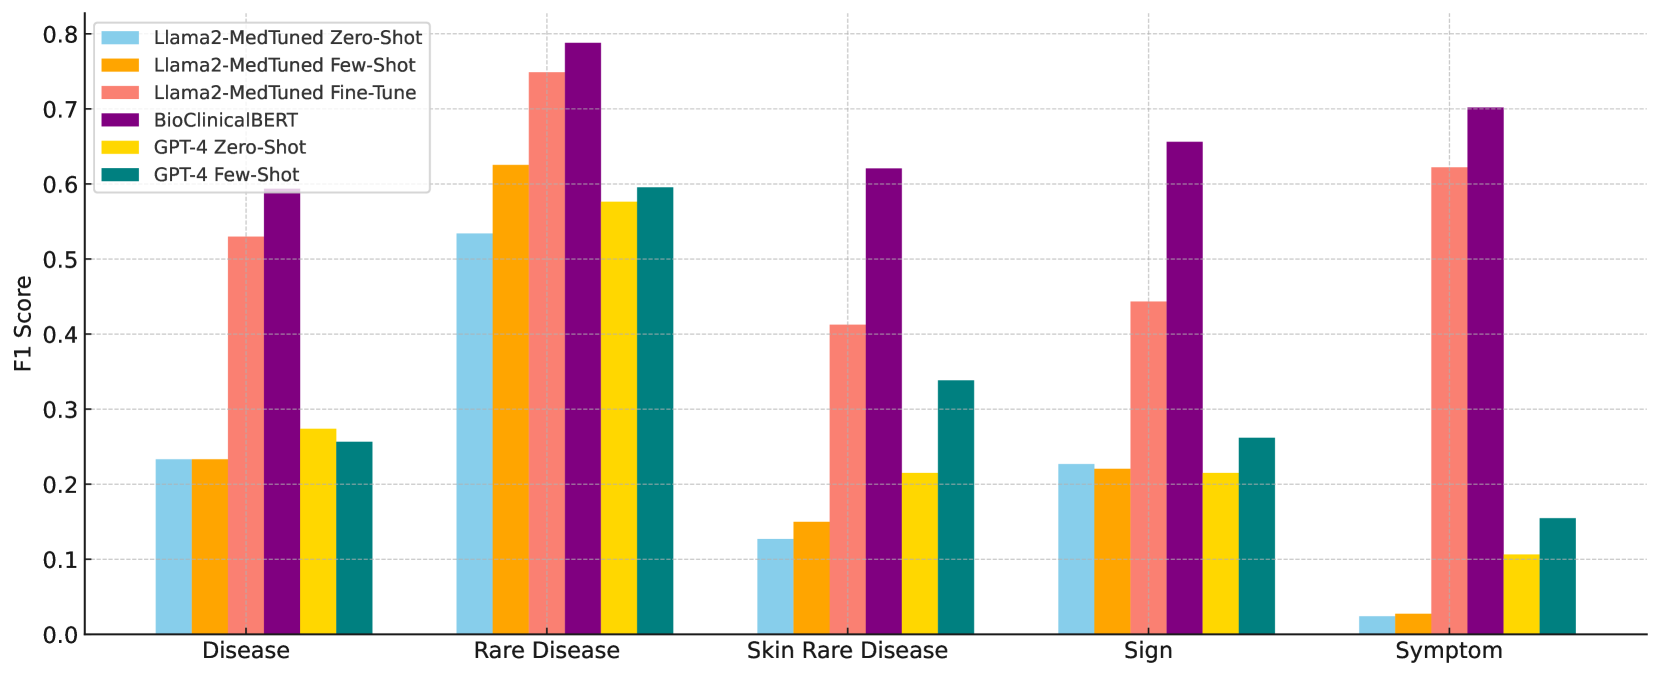 Llama2-MedTuned Zero-Shot
Llama2-MedTuned Few-Shot
Llama2-MedTuned Fine-Tune
BioClinicalBERT
GPT-4 Zero-Shot
GPT-4 Few-Shot
F1 Score
0.8
0.7
0.6
0.5
0.4
0.3
0.2
0.1
0.0
Disease Rare Disease Skin Rare Disease Sign Symptom